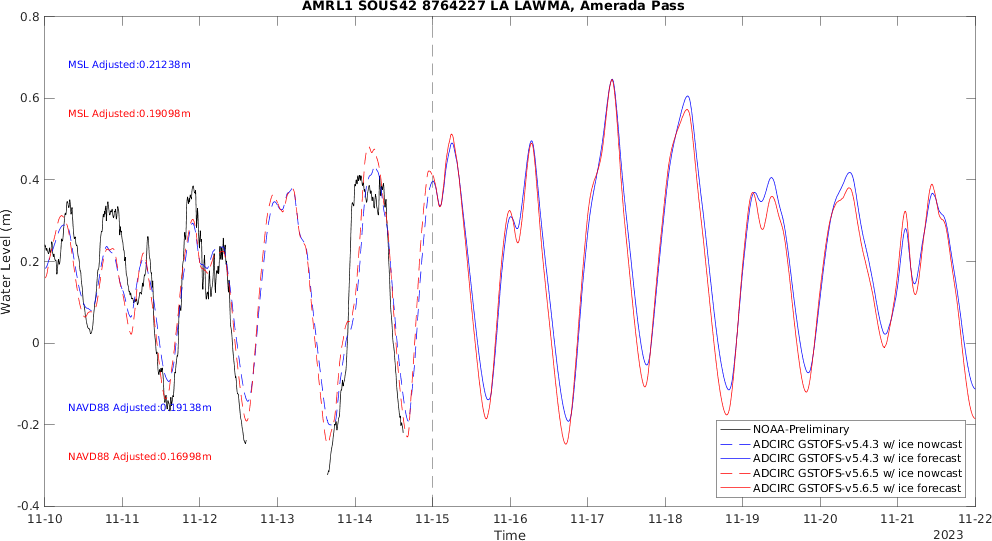 AMRL1 SOUS42 8764227 LA LAWMA, Amerada Pass
0.8
0.6
0.4
0.2
0
-0.2
-0.4
Water Level (m)
MSL Adjusted:0.21238m
MSL Adjusted:0.19098m
NAVD88 Adjusted:0.19138m
NAVD88 Adjusted:0.16998m
NOAA-Preliminary
ADCIRC GSTOFS-v5.4.3 w/ ice nowcast
ADCIRC GSTOFS-v5.4.3 w/ ice forecast
ADCIRC GSTOFS-v5.6.5 w/ ice nowcast
ADCIRC GSTOFS-v5.6.5 w/ ice forecast
11-10 11-11 11-12 11-13 11-14 11-15 11-16 11-17 11-18 11-19 11-20 11-21 11-22
Time
2023